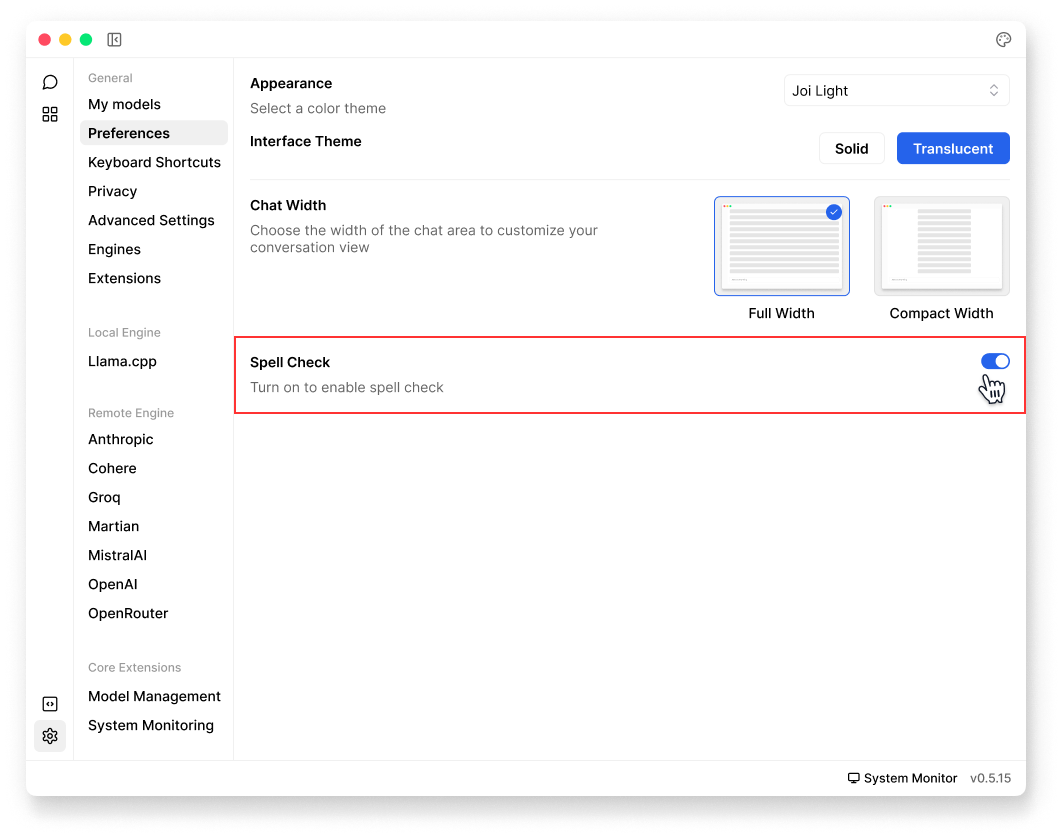 General
My models
Preferences
Keyboard Shortcuts
Privacy
Advanced Settings
Engines
Extensions
Local Engine
Llama.cpp
Remote Engine
Anthropic
Cohere
Groq
Martian
MistralAI
OpenAI
OpenRouter
Core Extensions
Model Management
System Monitoring
Appearance
Select a color theme
Joi Light
Interface Theme
Solid
Translucent
Chat Width
Choose the width of the chat area to customize your
conversation view
Full Width
Compact Width
Spell Check
Turn on to enable spell check
System Monitor
v0.5.15